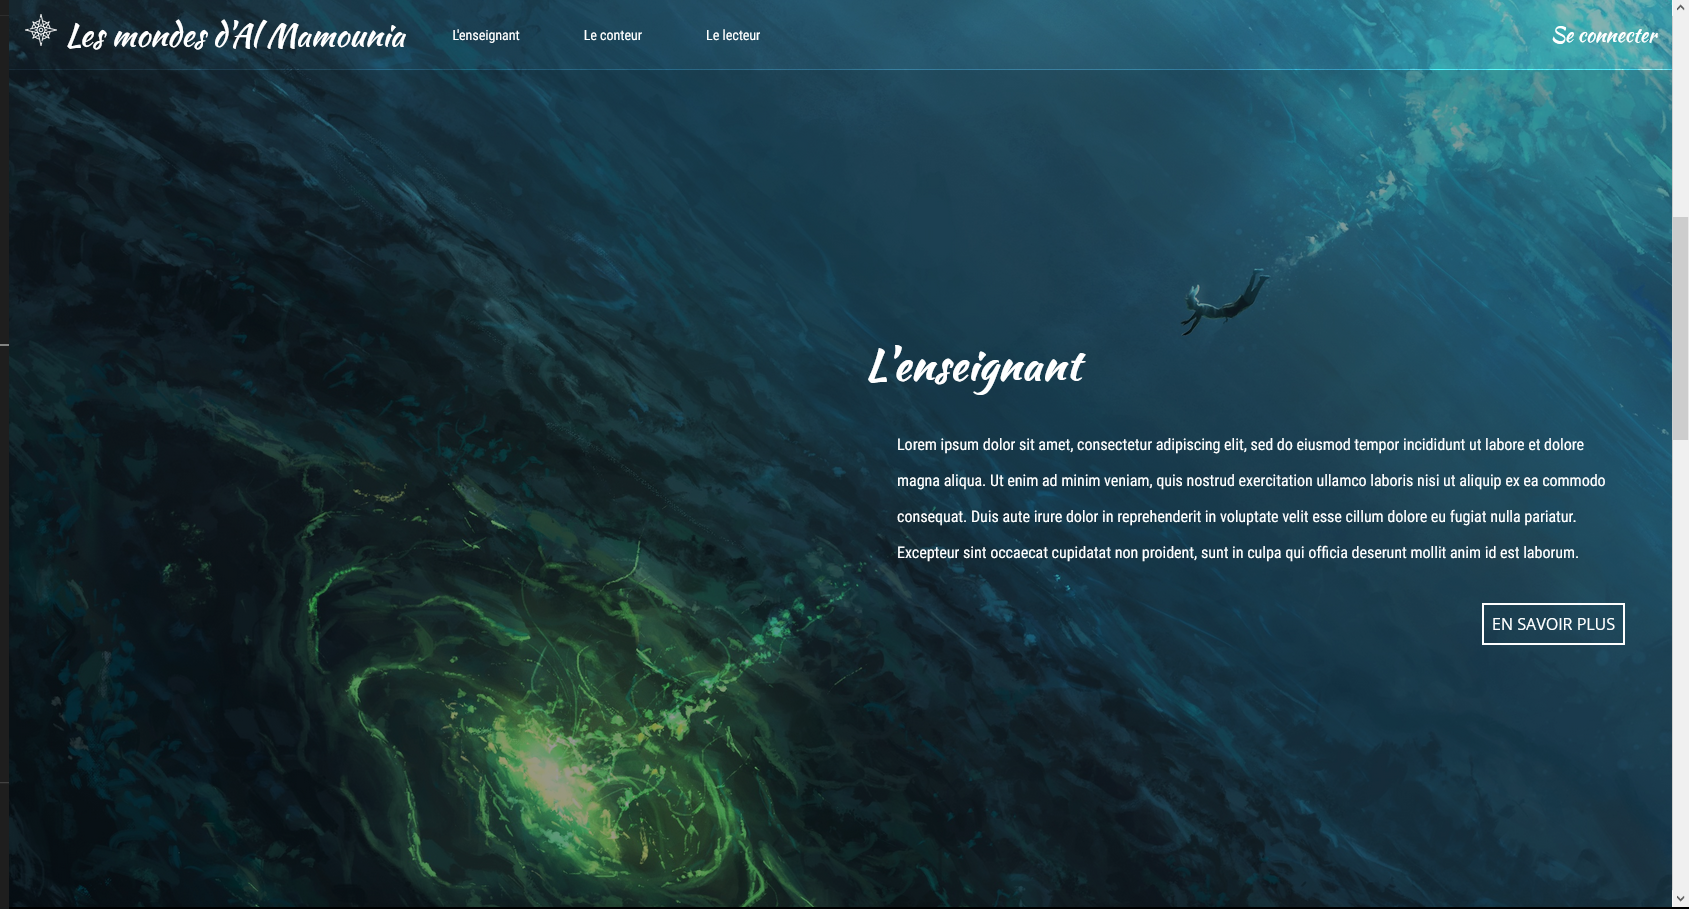 Les mondes d'Al Mamounia
L'enseignant
Le conteur
Le lecteur
Se connecter
L'enseignant
Lorem ipsum dolor sit amet, consectetur adipiscing elit, sed do eiusmod tempor incididunt ut labore et dolore
magna aliqua. Ut enim ad minim veniam, quis nostrud exercitation ullamco laboris nisi ut aliquip ex ea commodo
consequat. Duis aute irure dolor in reprehenderit in voluptate velit esse cillum dolore eu fugiat nulla pariatur.
Excepteur sint occaecat cupidatat non proident, sunt in culpa qui officia deserunt mollit anim id est laborum.
EN SAVOIR PLUS